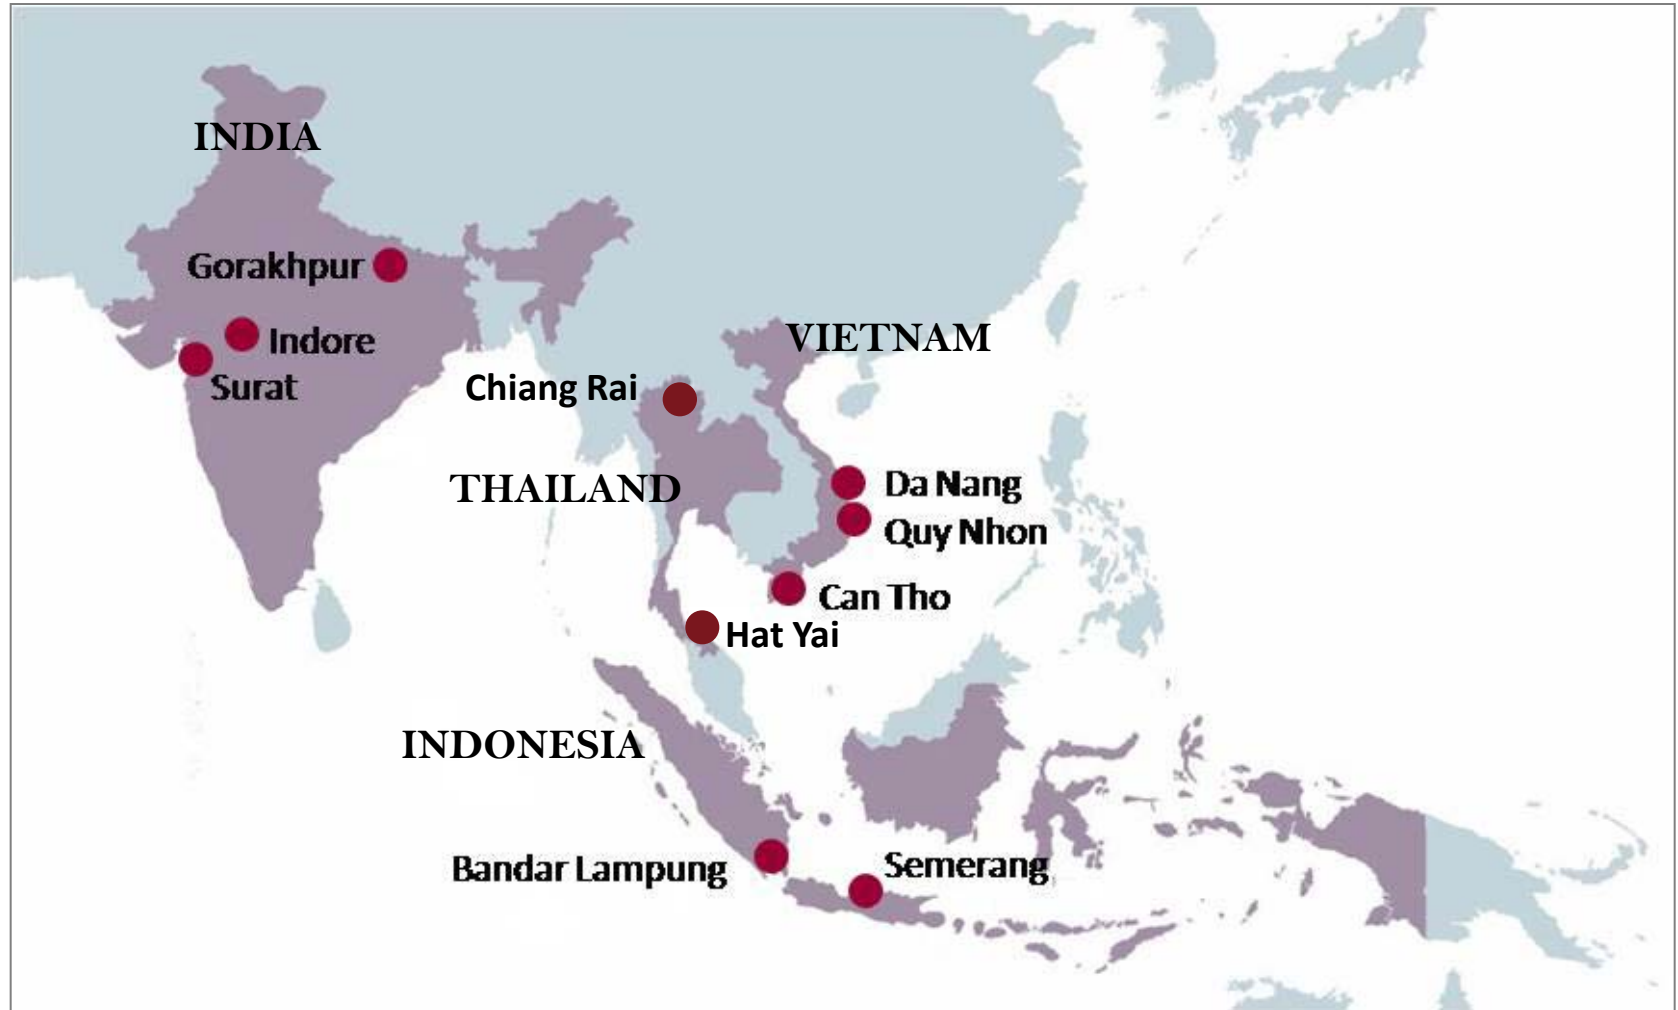 INDIA
Gorakhpur
Indore
Surat
VIETNAM
Chiang Rai
THAILAND
Da Nang
Quy Nhon
Can Tho
Hat Yai
INDONESIA
Bandar Lampung
Semerang